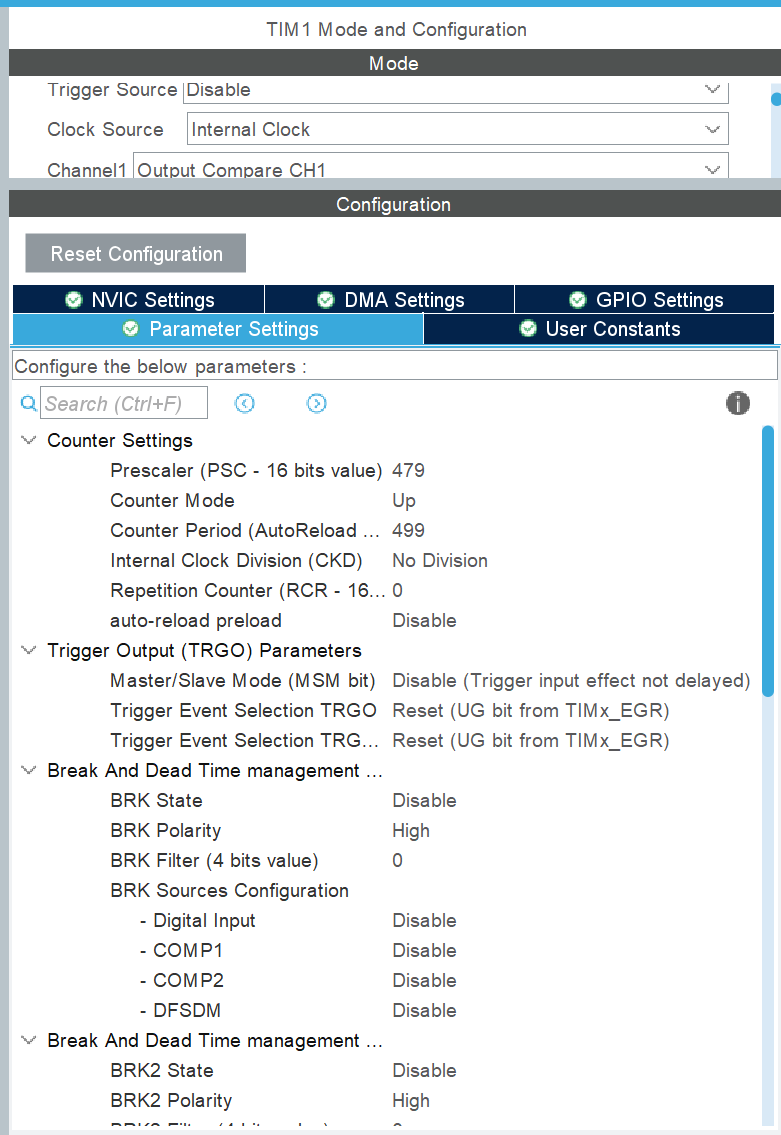 TIM1 Mode and Configuration
Mode
Trigger Source Disable
Clock Source Internal Clock
Channel1 Output Compare CH1
Configuration
Reset Configuration
NVIC Settings DMA Settings GPIO Settings
Parameter Settings User Constants
Configure the below parameters :
Search (Ctrl+F)
Counter Settings
Prescaler (PSC - 16 bits value) 479
Counter Mode Up
Counter Period (AutoReload ... 499
Internal Clock Division (CKD) No Division
Repetition Counter (RCR - 16... 0
auto-reload preload Disable
Trigger Output (TRGO) Parameters
Master/Slave Mode (MSM bit) Disable (Trigger input effect not delayed)
Trigger Event Selection TRGO Reset (UG bit from TIMx_EGR)
Trigger Event Selection TRG... Reset (UG bit from TIMx_EGR)
Break And Dead Time management ...
BRK State Disable
BRK Polarity High
BRK Filter (4 bits value) 0
BRK Sources Configuration
- Digital Input Disable
- COMP1 Disable
- COMP2 Disable
- DFSDM Disable
Break And Dead Time management ...
BRK2 State Disable
BRK2 Polarity High